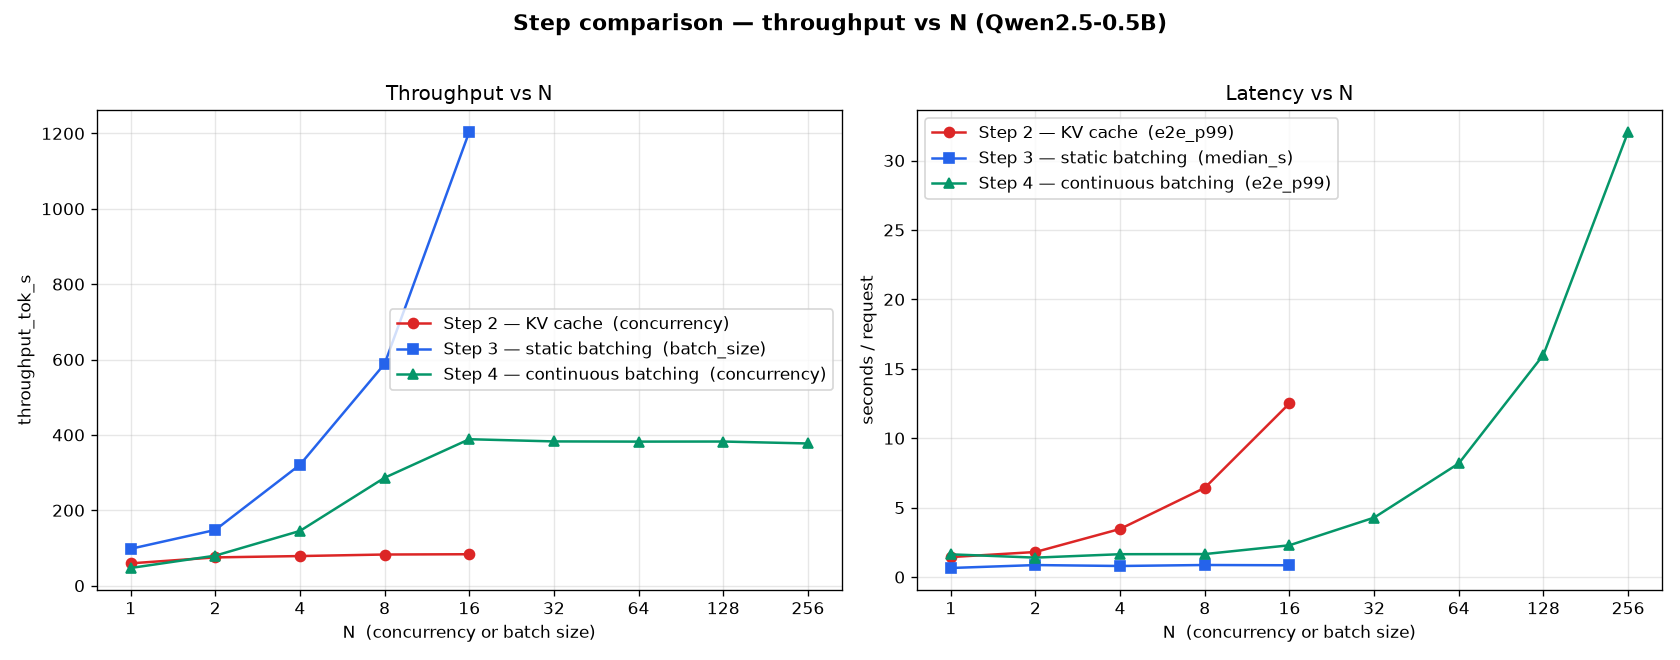 Step comparison — throughput vs N (Qwen2.5-0.5B)
Throughput vs N
throughput_tok_s
1200
1000
800
600
400
200
0
Step 2 — KV cache  (concurrency)
Step 3 — static batching  (batch_size)
Step 4 — continuous batching  (concurrency)
1 2 4 8 16 32 64 128 256
N  (concurrency or batch size)
Latency vs N
seconds / request
30
25
20
15
10
5
0
Step 2 — KV cache  (e2e_p99)
Step 3 — static batching  (median_s)
Step 4 — continuous batching  (e2e_p99)
1 2 4 8 16 32 64 128 256
N  (concurrency or batch size)